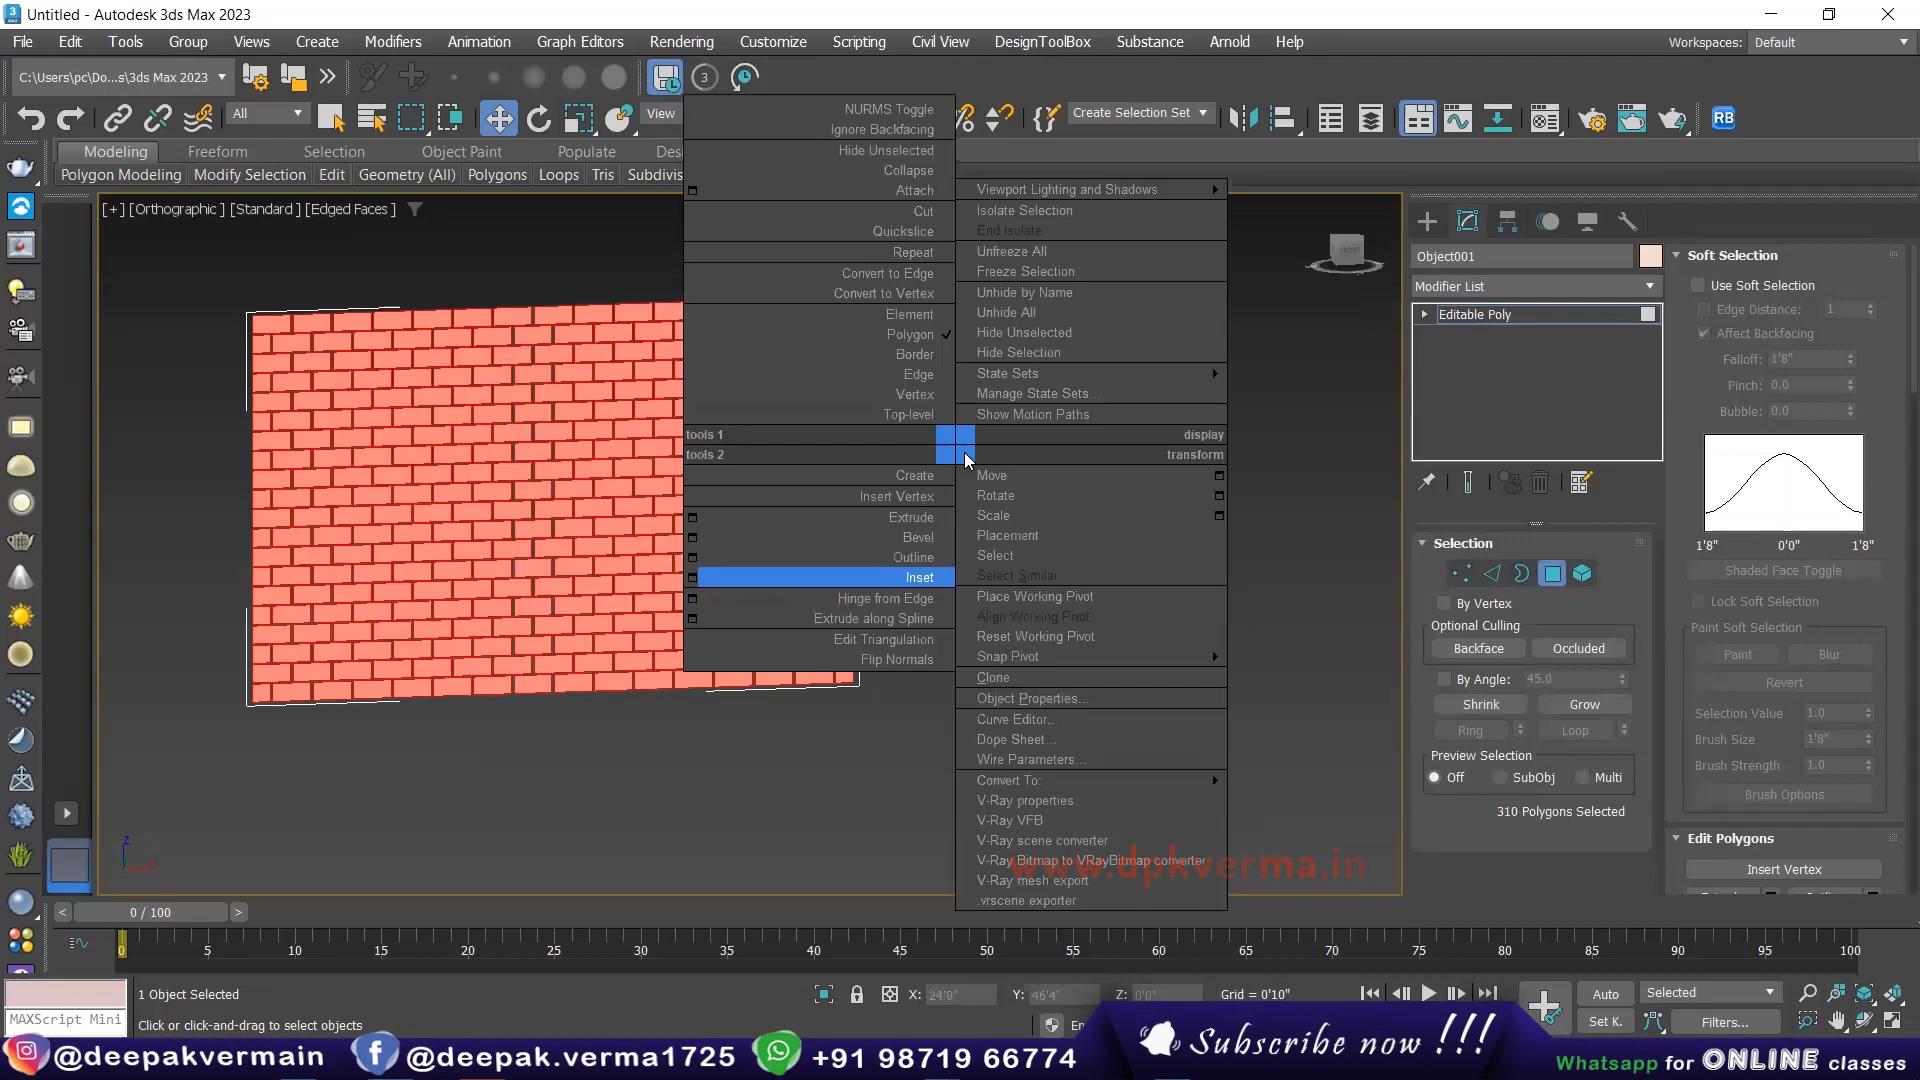 Untitled - Autodesk 3ds Max 2023
File Edit Tools Group Views Create Modifiers Animation Graph Editors Rendering Customize Scripting Civil View DesignToolBox Substance Arnold Help Workspaces: Default
C:\Users\pc\Do...s\3ds Max 2023 3
All View Create Selection Set RB
Modeling Freeform Selection Object Paint Populate Des
Polygon Modeling Modify Selection Edit Geometry (All) Polygons Loops Tris Subdivis
[+] [Orthographic ] [Standard ] [Edged Faces ]
FRONT
NURMS Toggle
Ignore Backfacing
Hide Unselected
Collapse
Attach
Cut
Quickslice
Repeat
Convert to Edge
Convert to Vertex
Element
Polygon
Border
Edge
Vertex
Top-level
tools 1
tools 2
Create
Insert Vertex
Extrude
Bevel
Outline
Inset
Hinge from Edge
Extrude along Spline
Edit Triangulation
Flip Normals
Viewport Lighting and Shadows
Isolate Selection
End Isolate
Unfreeze All
Freeze Selection
Unhide by Name
Unhide All
Hide Unselected
Hide Selection
State Sets
Manage State Sets...
Show Motion Paths
display
transform
Move
Rotate
Scale
Placement
Select
Select Similar
Place Working Pivot
Align Working Pivot
Reset Working Pivot
Snap Pivot
Clone
Object Properties...
Curve Editor...
Dope Sheet...
Wire Parameters...
Convert To:
V-Ray properties
V-Ray VFB
V-Ray scene converter
V-Ray Bitmap to VRayBitmap converter
V-Ray mesh export
.vrscene exporter
www.dpkverma.in
Object001
Modifier List
Editable Poly
Selection
By Vertex
Optional Culling
Backface Occluded
By Angle: 45.0
Shrink Grow
Ring Loop
Preview Selection
Off SubObj Multi
310 Polygons Selected
Soft Selection
Use Soft Selection
Edge Distance: 1
Affect Backfacing
Falloff: 1'8"
Pinch: 0.0
Bubble: 0.0
1'8" 0'0" 1'8"
Shaded Face Toggle
Lock Soft Selection
Paint Soft Selection
Paint Blur
Revert
Selection Value 1.0
Brush Size 1'8"
Brush Strength 1.0
Brush Options
Edit Polygons
Insert Vertex
z
x
< 0 / 100 >
0 5 10 15 20 25 30 35 40 45 50 55 60 65 70 75 80 85 90 95 100
1 Object Selected X: 24'8" Y: 46'4" Z: 0'0" Grid = 0'10" Auto Selected
MAXScript Mini Click or click-and-drag to select objects Set K. Filters...
@deepakvermain @deepak.verma1725 +91 98719 66774 Subscribe now !!! Whatsapp for ONLINE classes